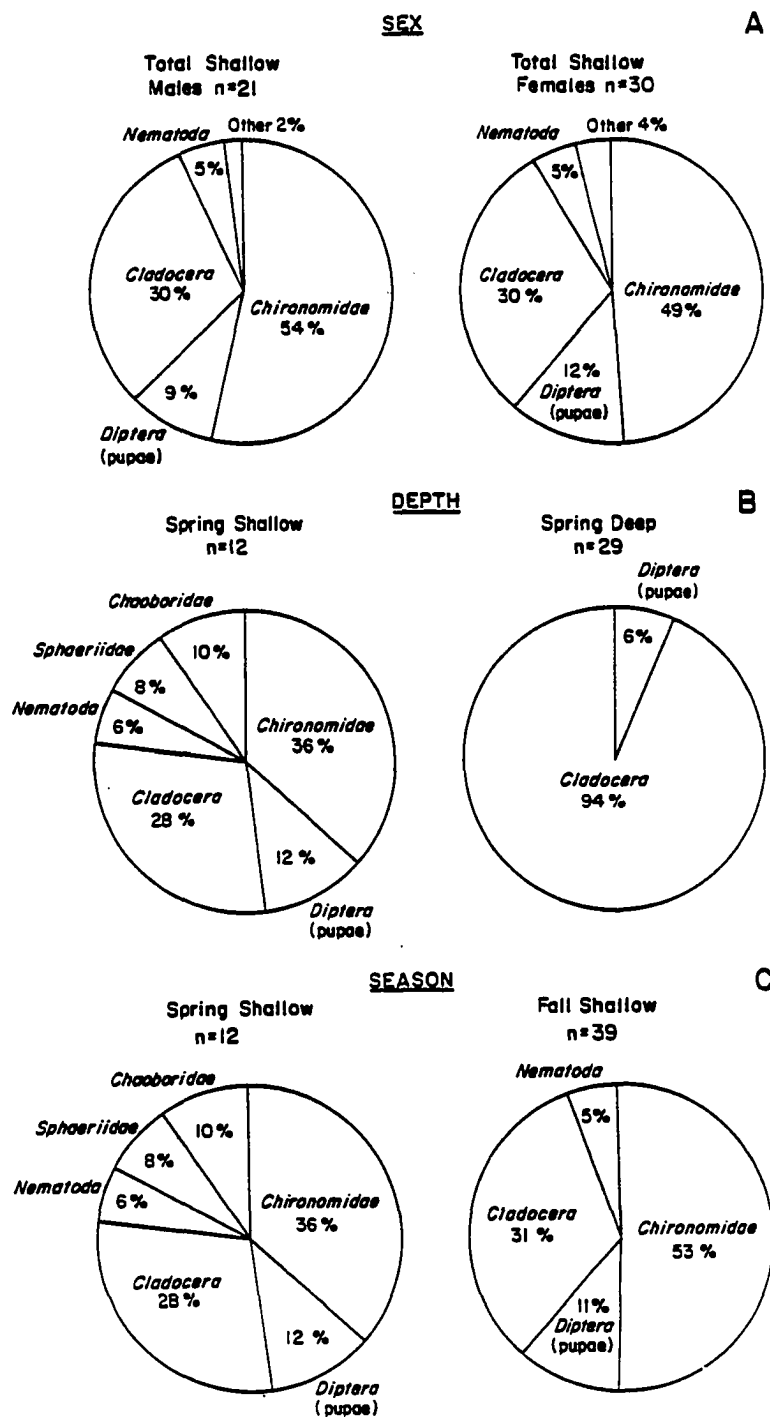 SEX
A
Total Shallow
Males n=21
Nematoda
Other 2%
5%
Cladocera
30%
Chironomidae
54%
9%
Diptera
(pupae)
Total Shallow
Females n=30
Nematoda
Other 4%
5%
Cladocera
30%
Chironomidae
49%
12%
Diptera
(pupae)
DEPTH
B
Spring Shallow
n=12
Chaoboridae
10%
Sphaeriidae
8%
Nematoda
6%
Chironomidae
36%
Cladocera
28%
12%
Diptera
(pupae)
Spring Deep
n=29
Diptera
(pupae)
6%
Cladocera
94%
SEASON
C
Spring Shallow
n=12
Chaoboridae
10%
Sphaeriidae
8%
Nematoda
6%
Chironomidae
36%
Cladocera
28%
12%
Diptera
(pupae)
Fall Shallow
n=39
Nematoda
5%
Cladocera
31%
Chironomidae
53%
11%
Diptera
(pupae)